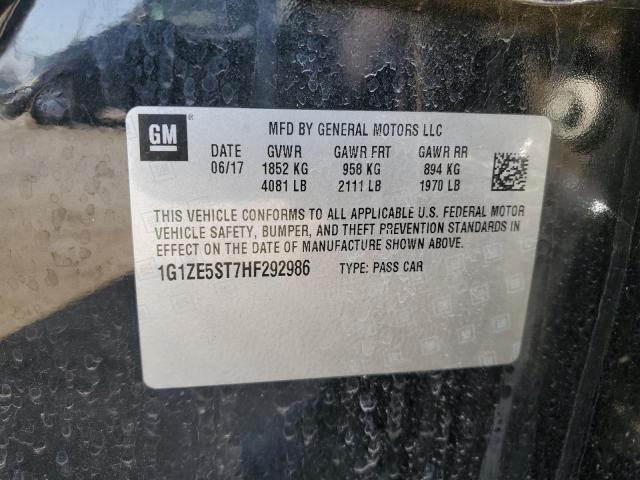 GM ® MFD BY GENERAL MOTORS LLC
DATE GVWR GAWR FRT GAWR RR
06/17 1852 KG 958 KG 894 KG
4081 LB 2111 LB 1970 LB
THIS VEHICLE CONFORMS TO ALL APPLICABLE U.S. FEDERAL MOTOR
VEHICLE SAFETY, BUMPER, AND THEFT PREVENTION STANDARDS IN
EFFECT ON THE DATE OF MANUFACTURE SHOWN ABOVE.
1G1ZE5ST7HF292986 TYPE: PASS CAR